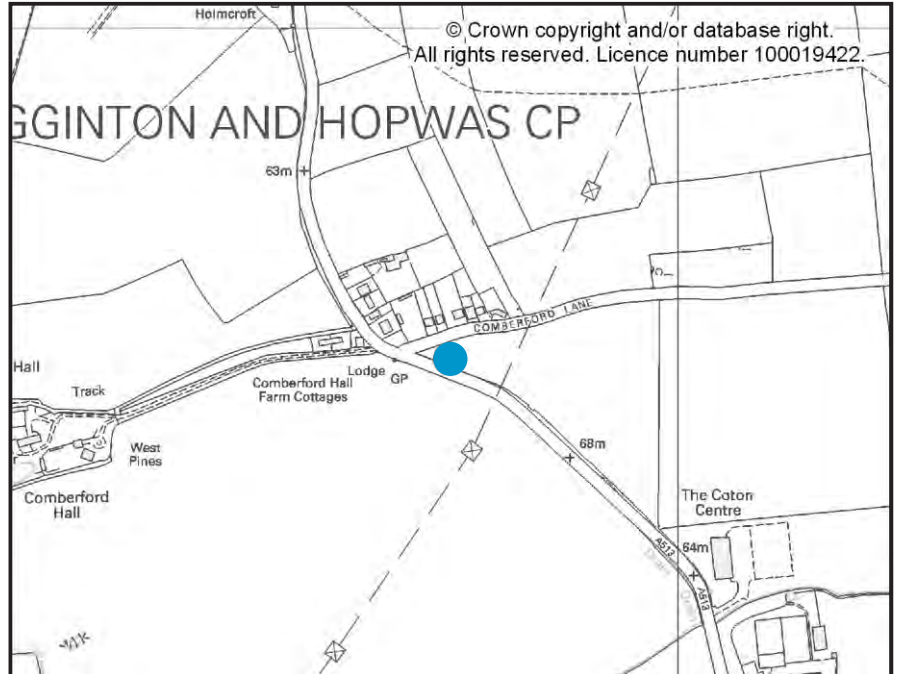 Holmcroft
© Crown copyright and/or database right.
All rights reserved. Licence number 100019422.
GGINTON AND HOPWAS CP
63m
COMBERFORD LANE
Hall
Lodge
GP
Track
Comberford Hall
Farm Cottages
68m
West
Pines
Comberford
Hall
The Coton
Centre
A513
64m
Drain
Drain
A513